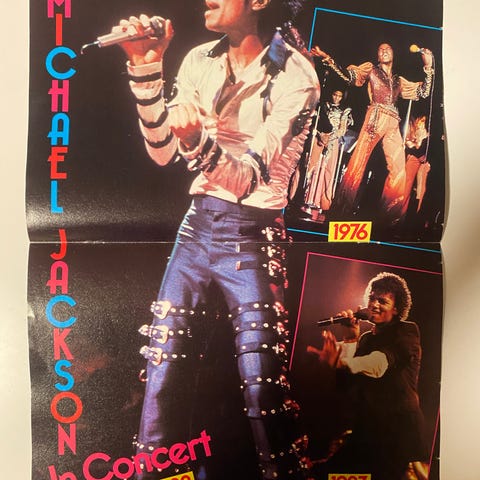 MICHAEL JACKSON
In Concert
1976